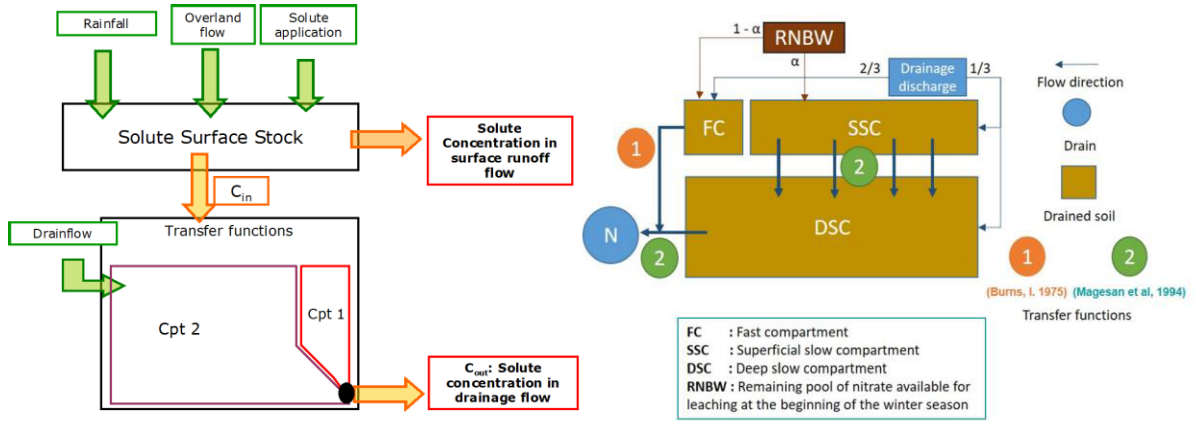 Rainfall
Overland
flow
Solute
application
Solute Surface Stock
Solute
Concentration in
surface runoff
flow
C_in
Transfer functions
Drainflow
Cpt 2
Cpt 1
C_out: Solute
concentration in
drainage flow
1 - α
RNBW
α
2/3
Drainage
discharge
1/3
Flow direction
FC
SSC
1
2
Drain
Drained soil
DSC
N
2
1
2
(Burns, I. 1975) (Magesan et al, 1994)
Transfer functions
FC : Fast compartment
SSC : Superficial slow compartment
DSC : Deep slow compartment
RNBW : Remaining pool of nitrate available for
leaching at the beginning of the winter season